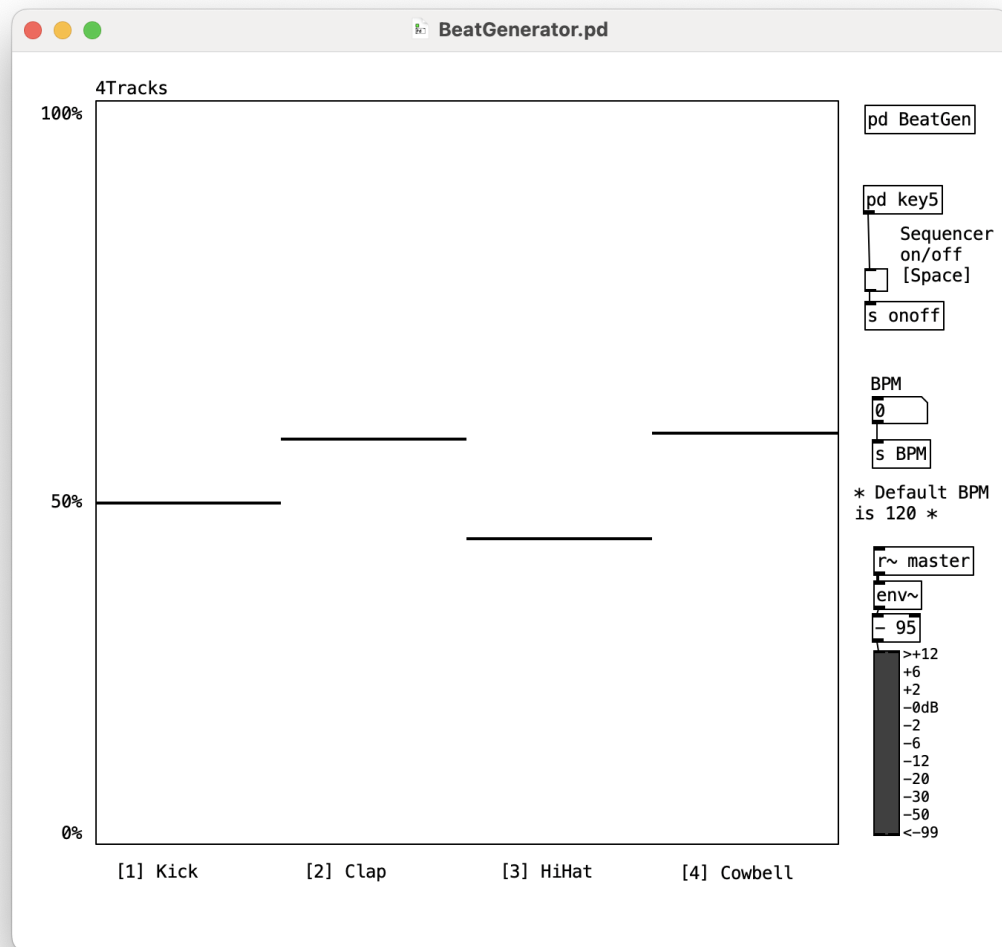 BeatGenerator.pd
4Tracks
100%
50%
0%
[1] Kick
[2] Clap
[3] HiHat
[4] Cowbell
pd BeatGen
pd key5
Sequencer
on/off
[Space]
s onoff
BPM
0
s BPM
* Default BPM
is 120 *
r~ master
env~
- 95
>+12
+6
+2
-0dB
-2
-6
-12
-20
-30
-50
<-99